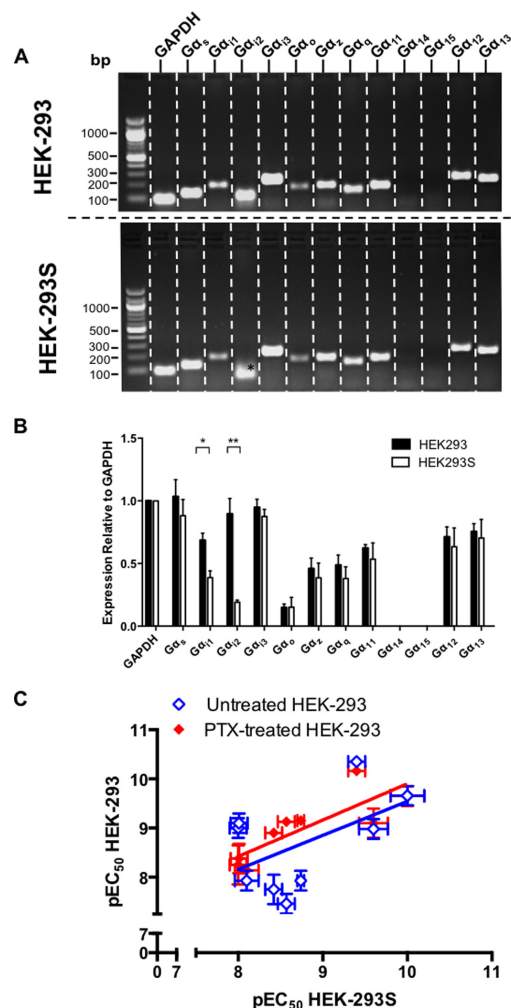 A
bp
GAPDH Gαs Gαi1 Gαi2 Gαi3 Gαo Gαz Gαq Gα11 Gα14 Gα15 Gα12 Gα13
HEK-293
1000
500
300
200
100
HEK-293S
1000
500
300
200
100
*
B
Expression Relative to GAPDH
1.5
1.0
0.5
0.0
* **
HEK293
HEK293S
GAPDH Gαs Gαi1 Gαi2 Gαi3 Gαo Gαz Gαq Gα11 Gα14 Gα15 Gα12 Gα13
C
Untreated HEK-293
PTX-treated HEK-293
pEC50 HEK-293
11
10
9
8
7
0
0 7 8 9 10 11
pEC50 HEK-293S